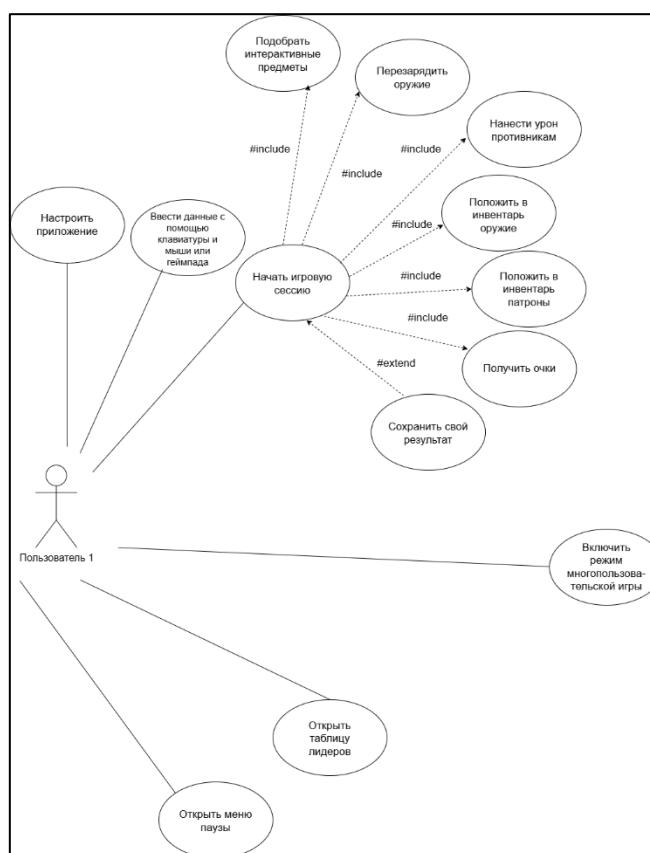 Подобрать
интерактивные
предметы
Перезарядить
оружие
Нанести урон
противникам
#include
#include
#include
Настроить
приложение
Ввести данные с
помощью
клавиатуры и
мыши или
геймпада
Положить в
инвентарь
оружие
#include
Начать игровую
сессию
#include
Положить в
инвентарь
патроны
#include
Получить очки
#extend
Сохранить свой
результат
Пользователь 1
Включить
режим
многопользова-
тельской игры
Открыть
таблицу
лидеров
Открыть меню
паузы